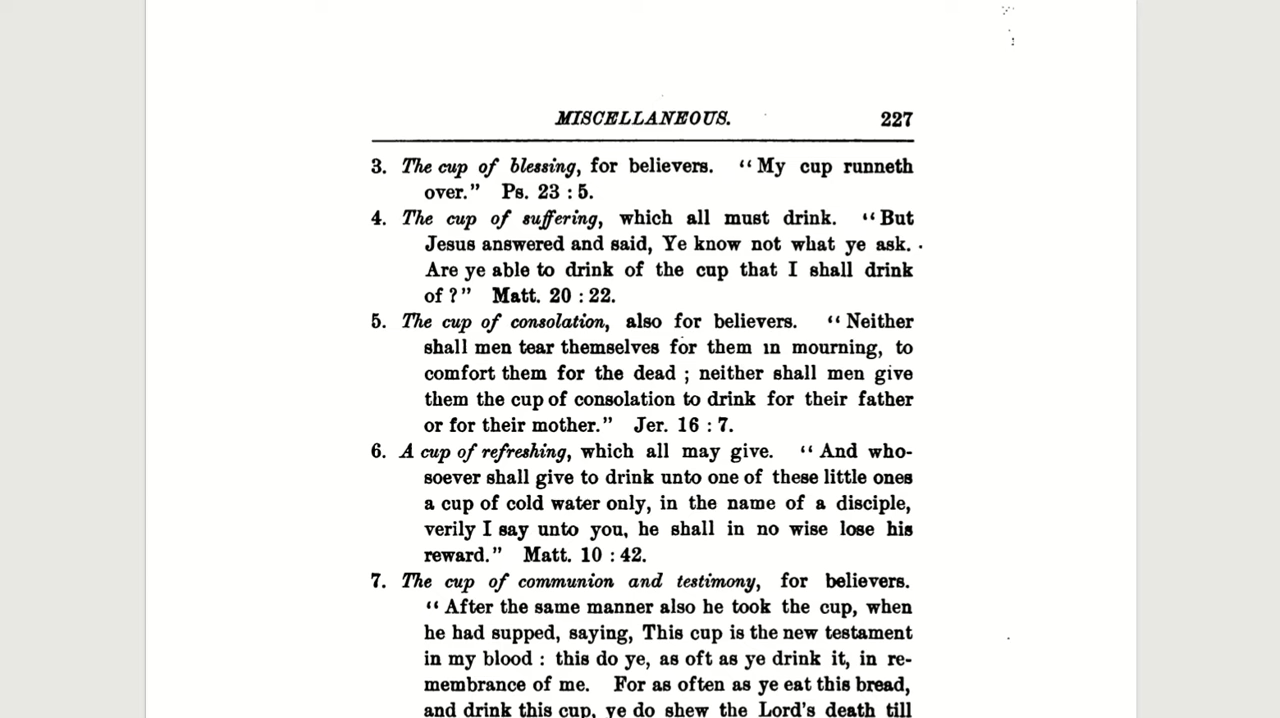 MISCELLANEOUS. 227
3. The cup of blessing, for believers. "My cup runneth
over." Ps. 23 : 5.
4. The cup of suffering, which all must drink. "But
Jesus answered and said, Ye know not what ye ask.
Are ye able to drink of the cup that I shall drink
of ?" Matt. 20 : 22.
5. The cup of consolation, also for believers. "Neither
shall men tear themselves for them in mourning, to
comfort them for the dead ; neither shall men give
them the cup of consolation to drink for their father
or for their mother." Jer. 16 : 7.
6. A cup of refreshing, which all may give. "And who-
soever shall give to drink unto one of these little ones
a cup of cold water only, in the name of a disciple,
verily I say unto you, he shall in no wise lose his
reward." Matt. 10 : 42.
7. The cup of communion and testimony, for believers.
"After the same manner also he took the cup, when
he had supped, saying, This cup is the new testament
in my blood : this do ye, as oft as ye drink it, in re-
membrance of me. For as often as ye eat this bread,
and drink this cup, ye do shew the Lord's death till